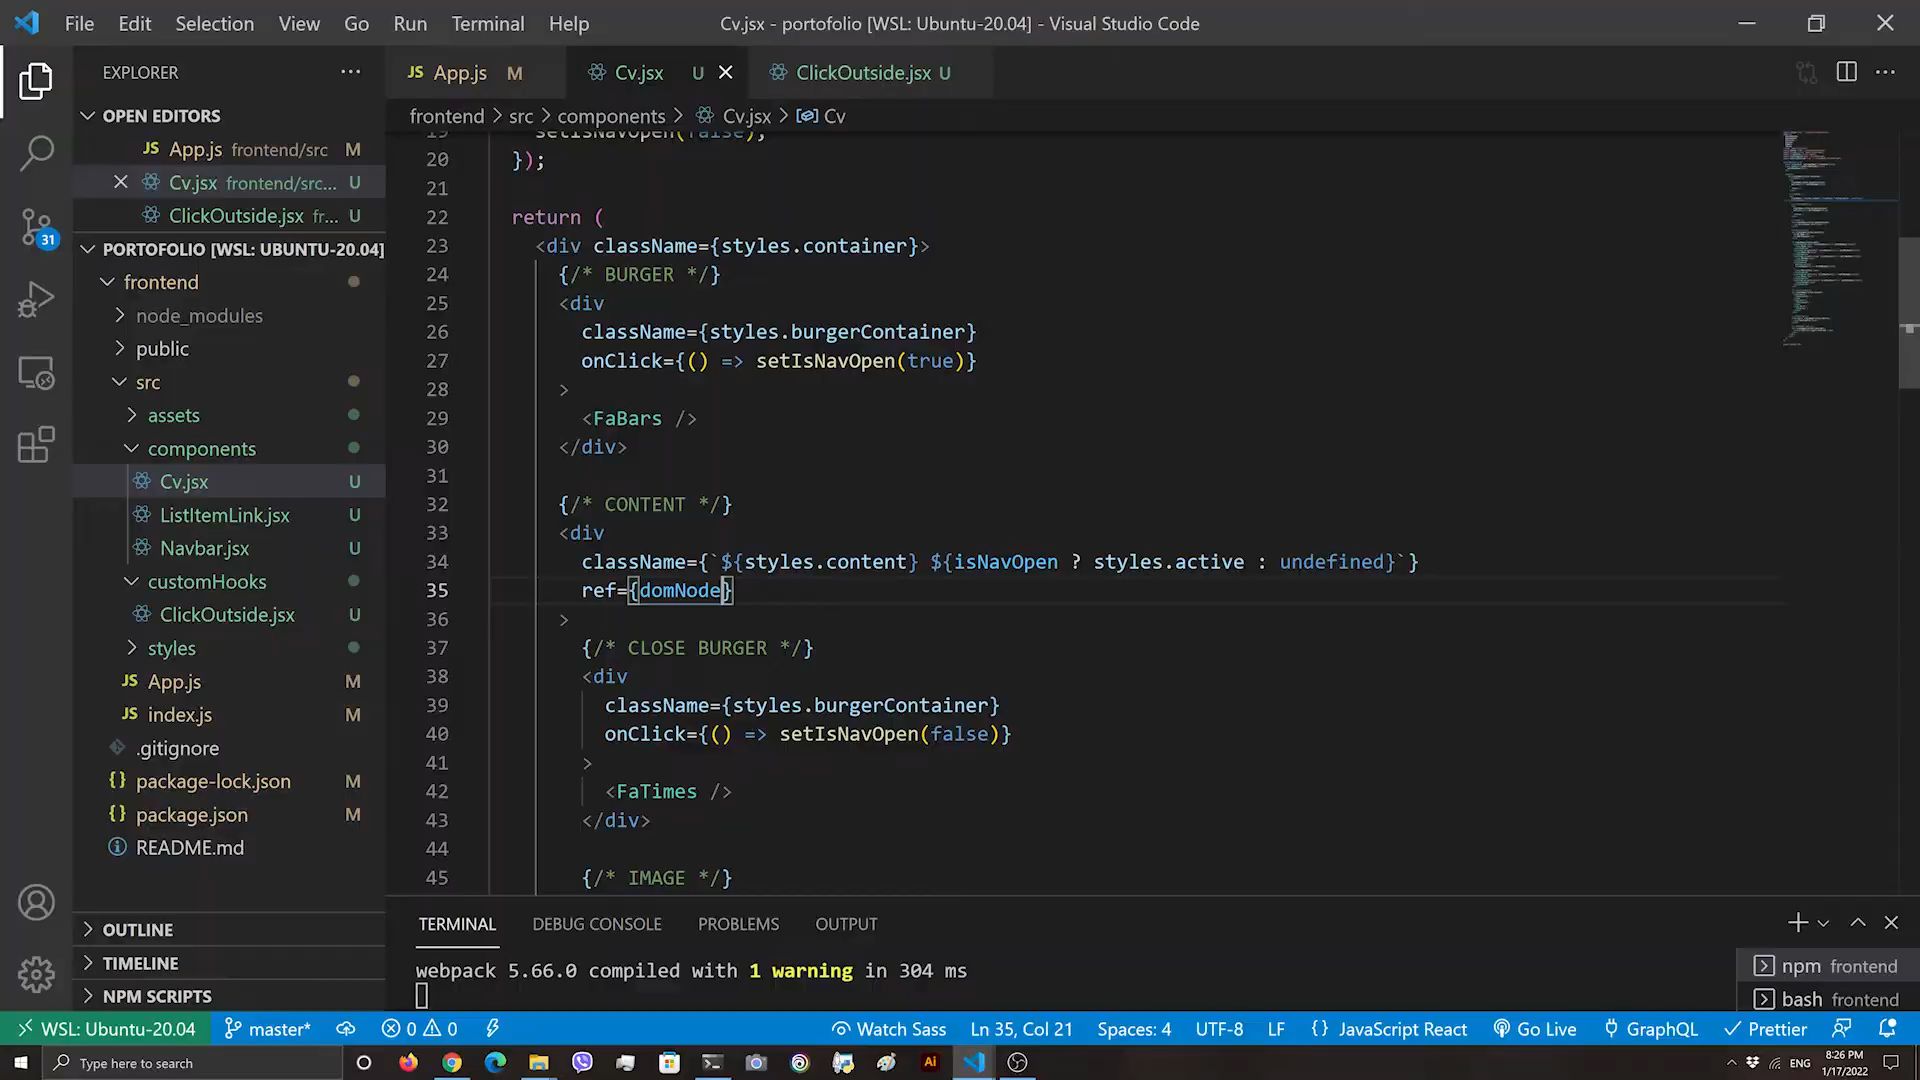 File Edit Selection View Go Run Terminal Help
Cv.jsx - portofolio [WSL: Ubuntu-20.04] - Visual Studio Code
EXPLORER
JS App.js M
Cv.jsx U
ClickOutside.jsx U
OPEN EDITORS
JS App.js frontend/src M
Cv.jsx frontend/src... U
ClickOutside.jsx fr... U
PORTOFOLIO [WSL: UBUNTU-20.04]
frontend
node_modules
public
src
assets
components
Cv.jsx U
ListItemLink.jsx U
Navbar.jsx U
customHooks
ClickOutside.jsx U
styles
JS App.js M
JS index.js M
.gitignore
{} package-lock.json M
{} package.json M
README.md
OUTLINE
TIMELINE
NPM SCRIPTS
31
frontend > src > components > Cv.jsx > Cv
19 setIsNavOpen(false);
20 });
21
22 return (
23 <div className={styles.container}>
24 {/* BURGER */}
25 <div
26 className={styles.burgerContainer}
27 onClick={() => setIsNavOpen(true)}
28 >
29 <FaBars />
30 </div>
31
32 {/* CONTENT */}
33 <div
34 className={`${styles.content} ${isNavOpen ? styles.active : undefined}`}
35 ref={domNode}
36 >
37 {/* CLOSE BURGER */}
38 <div
39 className={styles.burgerContainer}
40 onClick={() => setIsNavOpen(false)}
41 >
42 <FaTimes />
43 </div>
44
45 {/* IMAGE */}
TERMINAL DEBUG CONSOLE PROBLEMS OUTPUT
webpack 5.66.0 compiled with 1 warning in 304 ms
npm frontend
bash frontend
WSL: Ubuntu-20.04 master* 0 0 Watch Sass Ln 35, Col 21 Spaces: 4 UTF-8 LF {} JavaScript React Go Live GraphQL Prettier
Type here to search
Ai
ENG
8:26 PM
1/17/2022